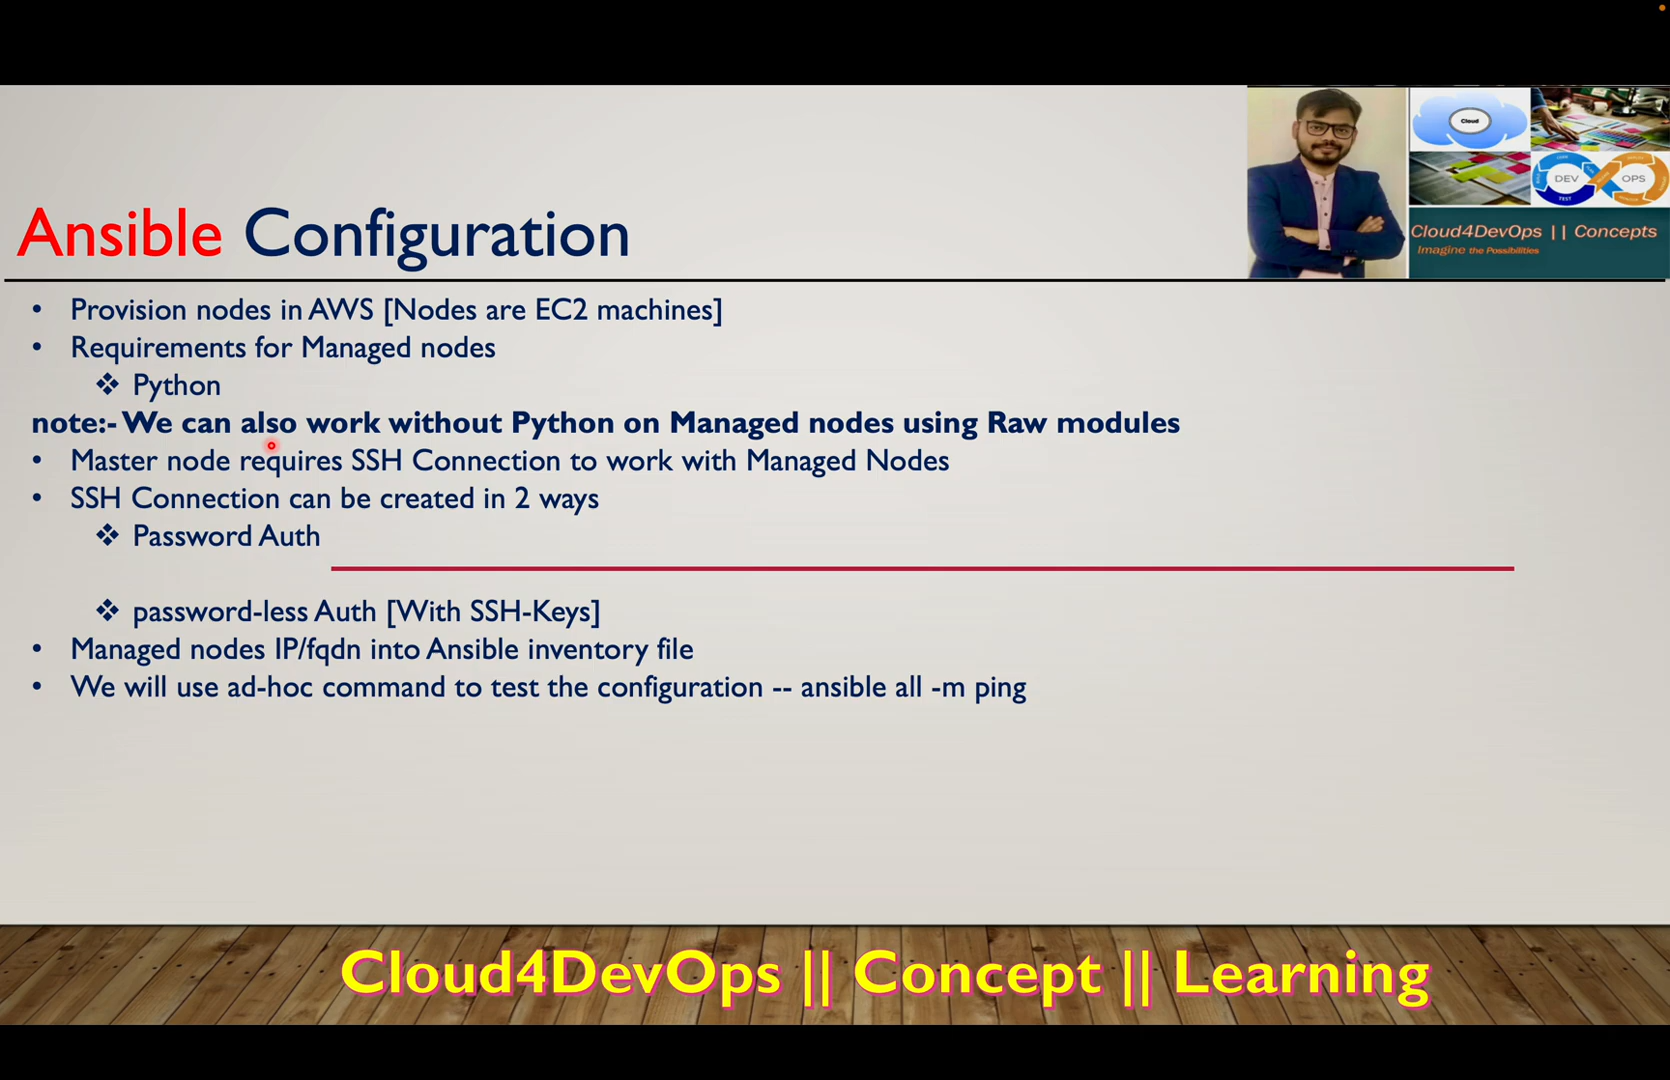 Cloud
DEV
OPS
TEST
Cloud4DevOps || Concepts
Imagine the Possibilities
Ansible Configuration
• Provision nodes in AWS [Nodes are EC2 machines]
• Requirements for Managed nodes
❖ Python
note:- We can also work without Python on Managed nodes using Raw modules
• Master node requires SSH Connection to work with Managed Nodes
• SSH Connection can be created in 2 ways
❖ Password Auth
❖ password-less Auth [With SSH-Keys]
• Managed nodes IP/fqdn into Ansible inventory file
• We will use ad-hoc command to test the configuration -- ansible all -m ping
Cloud4DevOps || Concept || Learning